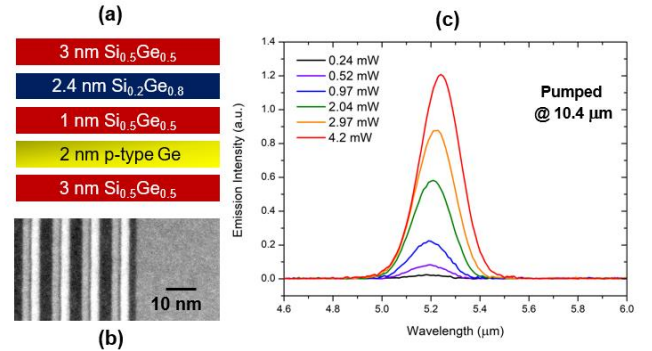 (a)
3 nm Si₀.₅Ge₀.₅
2.4 nm Si₀.₂Ge₀.₈
1 nm Si₀.₅Ge₀.₅
2 nm p-type Ge
3 nm Si₀.₅Ge₀.₅
10 nm
(b)
(c)
Emission Intensity (a.u.)
1.4
1.2
1.0
0.8
0.6
0.4
0.2
0.0
0.24 mW
0.52 mW
0.97 mW
2.04 mW
2.97 mW
4.2 mW
Pumped
@ 10.4 μm
4.6 4.8 5.0 5.2 5.4 5.6 5.8 6.0
Wavelength (μm)